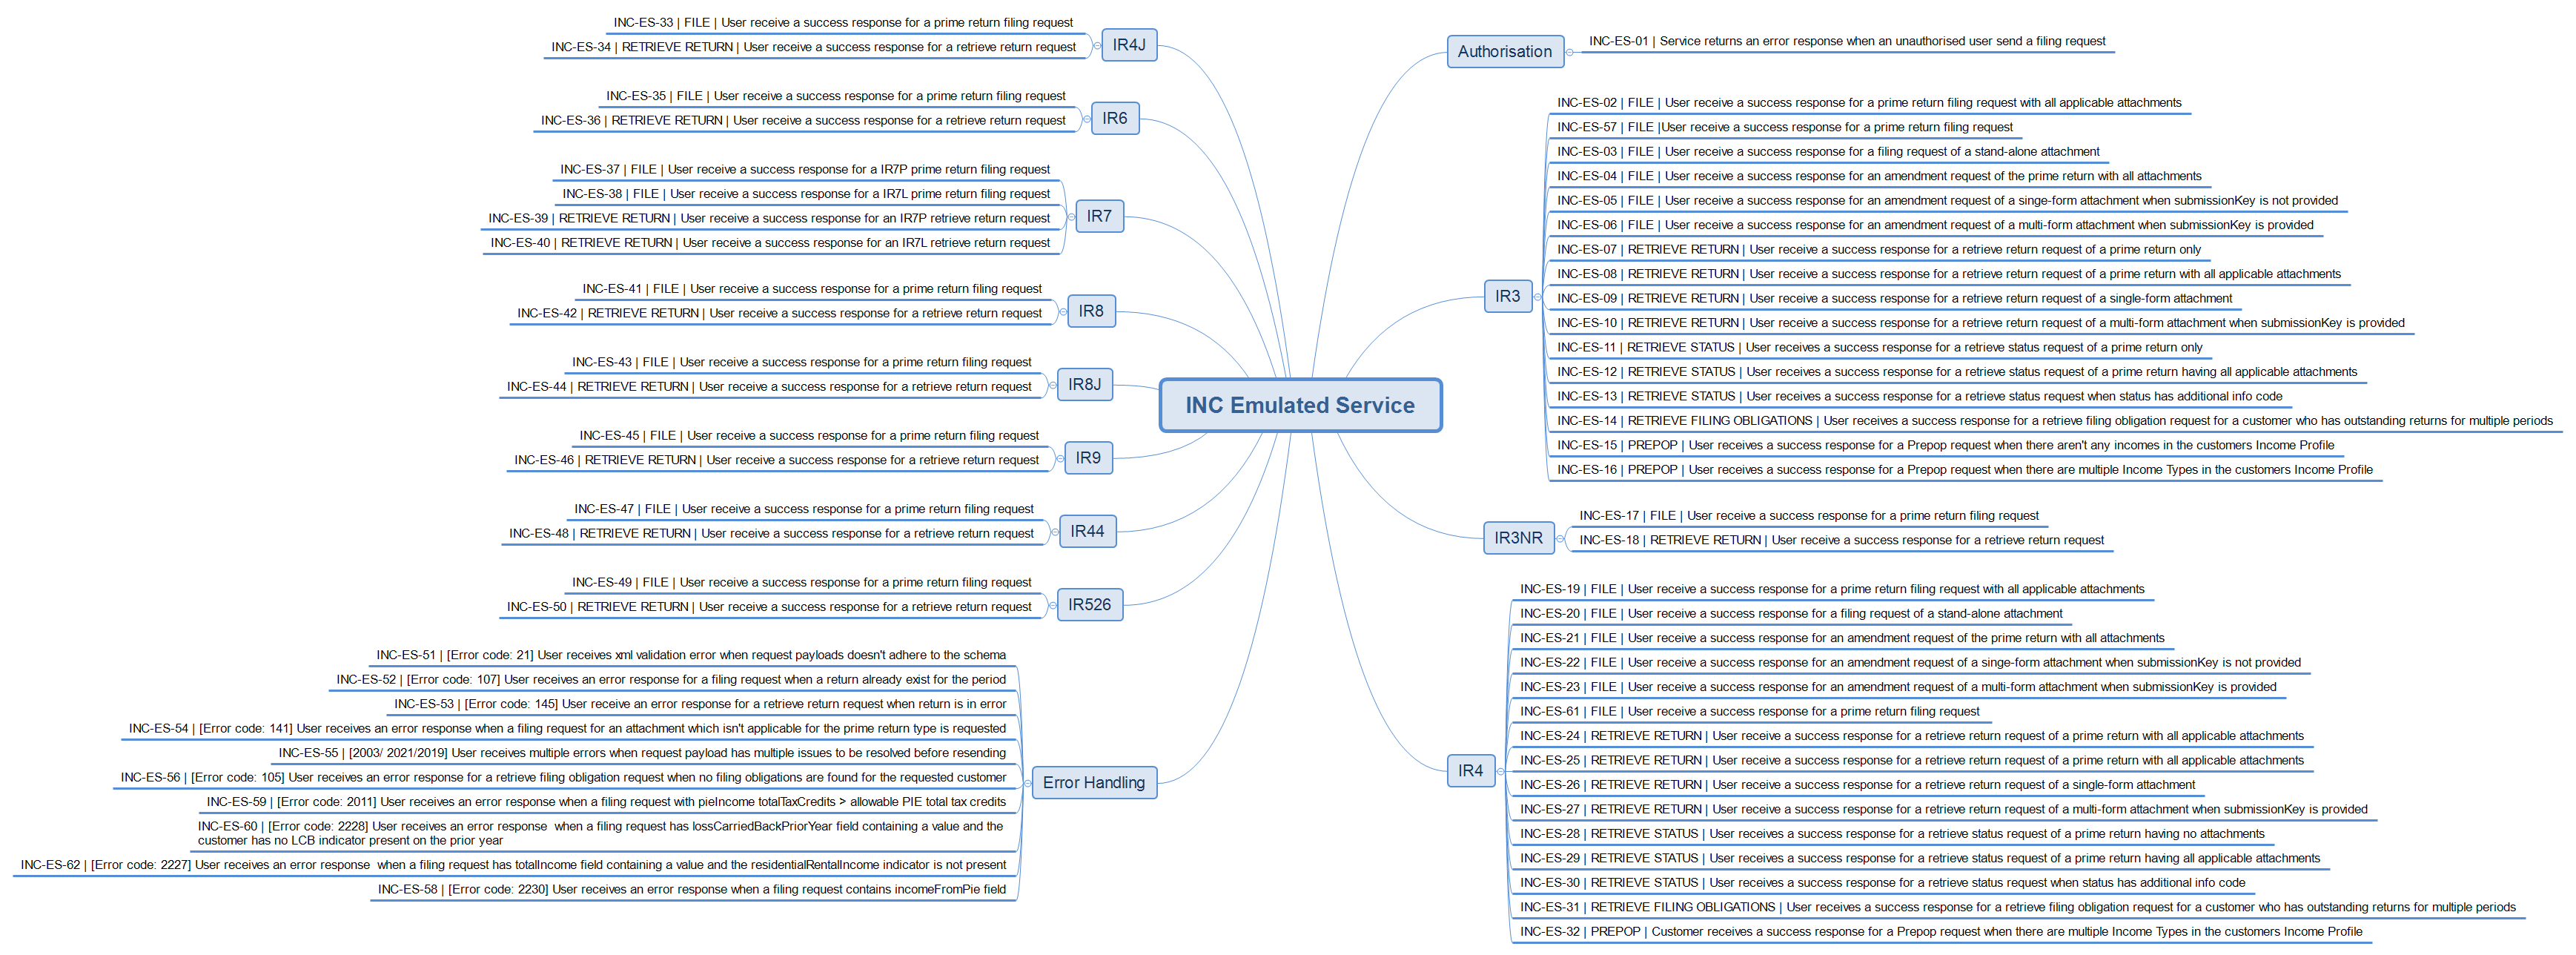 INC Emulated Service
Authorisation
INC-ES-01 | Service returns an error response when an unauthorised user send a filing request
IR3
INC-ES-02 | FILE | User receive a success response for a prime return filing request with all applicable attachments
INC-ES-57 | FILE |User receive a success response for a prime return filing request
INC-ES-03 | FILE | User receive a success response for a filing request of a stand-alone attachment
INC-ES-04 | FILE | User receive a success response for an amendment request of the prime return with all attachments
INC-ES-05 | FILE | User receive a success response for an amendment request of a singe-form attachment when submissionKey is not provided
INC-ES-06 | FILE | User receive a success response for an amendment request of a multi-form attachment when submissionKey is provided
INC-ES-07 | RETRIEVE RETURN | User receive a success response for a retrieve return request of a prime return only
INC-ES-08 | RETRIEVE RETURN | User receive a success response for a retrieve return request of a prime return with all applicable attachments
INC-ES-09 | RETRIEVE RETURN | User receive a success response for a retrieve return request of a single-form attachment
INC-ES-10 | RETRIEVE RETURN | User receive a success response for a retrieve return request of a multi-form attachment when submissionKey is provided
INC-ES-11 | RETRIEVE STATUS | User receives a success response for a retrieve status request of a prime return only
INC-ES-12 | RETRIEVE STATUS | User receives a success response for a retrieve status request of a prime return having all applicable attachments
INC-ES-13 | RETRIEVE STATUS | User receives a success response for a retrieve status request when status has additional info code
INC-ES-14 | RETRIEVE FILING OBLIGATIONS | User receives a success response for a retrieve filing obligation request for a customer who has outstanding returns for multiple periods
INC-ES-15 | PREPOP | User receives a success response for a Prepop request when there aren't any incomes in the customers Income Profile
INC-ES-16 | PREPOP | User receives a success response for a Prepop request when there are multiple Income Types in the customers Income Profile
IR3NR
INC-ES-17 | FILE | User receive a success response for a prime return filing request
INC-ES-18 | RETRIEVE RETURN | User receive a success response for a retrieve return request
IR4
INC-ES-19 | FILE | User receive a success response for a prime return filing request with all applicable attachments
INC-ES-20 | FILE | User receive a success response for a filing request of a stand-alone attachment
INC-ES-21 | FILE | User receive a success response for an amendment request of the prime return with all attachments
INC-ES-22 | FILE | User receive a success response for an amendment request of a singe-form attachment when submissionKey is not provided
INC-ES-23 | FILE | User receive a success response for an amendment request of a multi-form attachment when submissionKey is provided
INC-ES-61 | FILE | User receive a success response for a prime return filing request
INC-ES-24 | RETRIEVE RETURN | User receive a success response for a retrieve return request of a prime return with all applicable attachments
INC-ES-25 | RETRIEVE RETURN | User receive a success response for a retrieve return request of a prime return with all applicable attachments
INC-ES-26 | RETRIEVE RETURN | User receive a success response for a retrieve return request of a single-form attachment
INC-ES-27 | RETRIEVE RETURN | User receive a success response for a retrieve return request of a multi-form attachment when submissionKey is provided
INC-ES-28 | RETRIEVE STATUS | User receives a success response for a retrieve status request of a prime return having no attachments
INC-ES-29 | RETRIEVE STATUS | User receives a success response for a retrieve status request of a prime return having all applicable attachments
INC-ES-30 | RETRIEVE STATUS | User receives a success response for a retrieve status request when status has additional info code
INC-ES-31 | RETRIEVE FILING OBLIGATIONS | User receives a success response for a retrieve filing obligation request for a customer who has outstanding returns for multiple periods
INC-ES-32 | PREPOP | Customer receives a success response for a Prepop request when there are multiple Income Types in the customers Income Profile
IR4J
INC-ES-33 | FILE | User receive a success response for a prime return filing request
INC-ES-34 | RETRIEVE RETURN | User receive a success response for a retrieve return request
IR6
INC-ES-35 | FILE | User receive a success response for a prime return filing request
INC-ES-36 | RETRIEVE RETURN | User receive a success response for a retrieve return request
IR7
INC-ES-37 | FILE | User receive a success response for a IR7P prime return filing request
INC-ES-38 | FILE | User receive a success response for a IR7L prime return filing request
INC-ES-39 | RETRIEVE RETURN | User receive a success response for an IR7P retrieve return request
INC-ES-40 | RETRIEVE RETURN | User receive a success response for an IR7L retrieve return request
IR8
INC-ES-41 | FILE | User receive a success response for a prime return filing request
INC-ES-42 | RETRIEVE RETURN | User receive a success response for a retrieve return request
IR8J
INC-ES-43 | FILE | User receive a success response for a prime return filing request
INC-ES-44 | RETRIEVE RETURN | User receive a success response for a retrieve return request
IR9
INC-ES-45 | FILE | User receive a success response for a prime return filing request
INC-ES-46 | RETRIEVE RETURN | User receive a success response for a retrieve return request
IR44
INC-ES-47 | FILE | User receive a success response for a prime return filing request
INC-ES-48 | RETRIEVE RETURN | User receive a success response for a retrieve return request
IR526
INC-ES-49 | FILE | User receive a success response for a prime return filing request
INC-ES-50 | RETRIEVE RETURN | User receive a success response for a retrieve return request
Error Handling
INC-ES-51 | [Error code: 21] User receives xml validation error when request payloads doesn't adhere to the schema
INC-ES-52 | [Error code: 107] User receives an error response for a filing request when a return already exist for the period
INC-ES-53 | [Error code: 145] User receive an error response for a retrieve return request when return is in error
INC-ES-54 | [Error code: 141] User receives an error response when a filing request for an attachment which isn't applicable for the prime return type is requested
INC-ES-55 | [2003/ 2021/2019] User receives multiple errors when request payload has multiple issues to be resolved before resending
INC-ES-56 | [Error code: 105] User receives an error response for a retrieve filing obligation request when no filing obligations are found for the requested customer
INC-ES-59 | [Error code: 2011] User receives an error response when a filing request with pieIncome totalTaxCredits > allowable PIE total tax credits
INC-ES-60 | [Error code: 2228] User receives an error response  when a filing request has lossCarriedBackPriorYear field containing a value and the
customer has no LCB indicator present on the prior year
INC-ES-62 | [Error code: 2227] User receives an error response  when a filing request has totalIncome field containing a value and the residentialRentalIncome indicator is not present
INC-ES-58 | [Error code: 2230] User receives an error response when a filing request contains incomeFromPie field